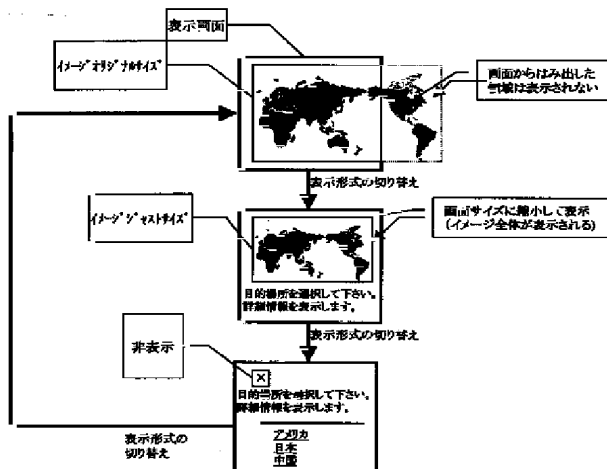 表示画面
ｲﾒｰｼﾞｵﾘｼﾞﾅﾙｻｲｽﾞ
画面からはみ出した
領域は表示されない
表示形式の切り替え
ｲﾒｰｼﾞｼﾞｬｽﾄｻｲｽﾞ
画面サイズに縮小して表示
(イメージ全体が表示される)
目的場所を選択して下さい。
詳細情報を表示します。
表示形式の切り替え
非表示
目的場所を選択して下さい。
詳細情報を表示します。
アメリカ
日本
中国
表示形式の
切り替え